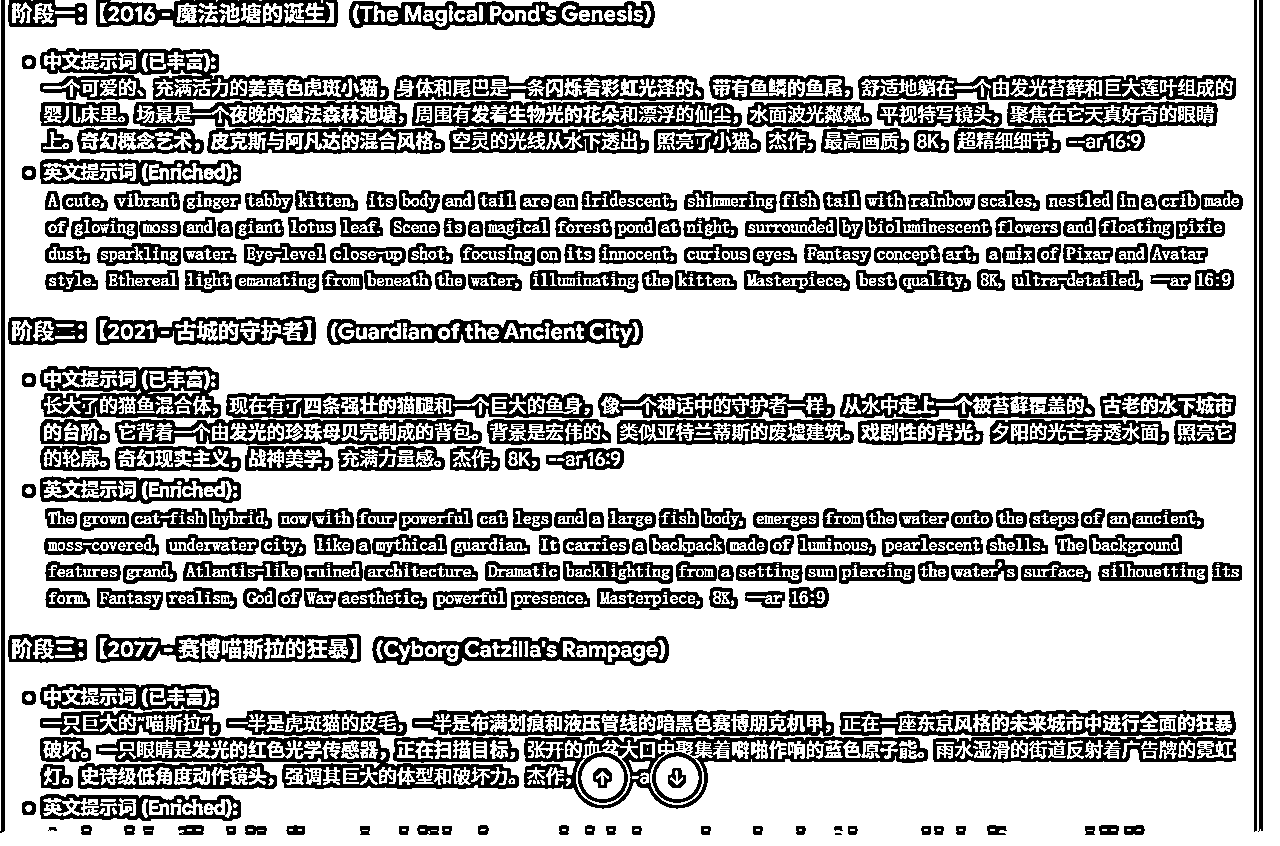 阶段一：【2016 - 魔法池塘的诞生】 (The Magical Pond's Genesis)
中文提示词 (已丰富):
一个可爱的、充满活力的姜黄色虎斑小猫，身体和尾巴是一条闪烁着彩虹光泽的、带有鱼鳞的鱼尾，舒适地躺在一个由发光苔藓和巨大莲叶组成的
婴儿床里。场景是一个夜晚的魔法森林池塘，周围有发着生物光的花朵和漂浮的仙尘，水面波光粼粼。平视特写镜头，聚焦在它天真好奇的眼睛
上。奇幻概念艺术，皮克斯与阿凡达的混合风格。空灵的光线从水下透出，照亮了小猫。杰作，最高画质，8K，超精细细节，--ar 16:9
英文提示词 (Enriched):
A cute, vibrant ginger tabby kitten, its body and tail are an iridescent, shimmering fish tail with rainbow scales, nestled in a crib made
of glowing moss and a giant lotus leaf. Scene is a magical forest pond at night, surrounded by bioluminescent flowers and floating pixie
dust, sparkling water. Eye-level close-up shot, focusing on its innocent, curious eyes. Fantasy concept art, a mix of Pixar and Avatar
style. Ethereal light emanating from beneath the water, illuminating the kitten. Masterpiece, best quality, 8K, ultra-detailed, --ar 16:9
阶段二：【2021 - 古城的守护者】 (Guardian of the Ancient City)
中文提示词 (已丰富):
长大了的猫鱼混合体，现在有了四条强壮的猫腿和一个巨大的鱼身，像一个神话中的守护者一样，从水中走上一个被苔藓覆盖的、古老的水下城市
的台阶。它背着一个由发光的珍珠母贝壳制成的背包。背景是宏伟的、类似亚特兰蒂斯的废墟建筑。戏剧性的背光，夕阳的光芒穿透水面，照亮它
的轮廓。奇幻现实主义，战神美学，充满力量感。杰作，8K，--ar 16:9
英文提示词 (Enriched):
The grown cat-fish hybrid, now with four powerful cat legs and a large fish body, emerges from the water onto the steps of an ancient,
moss-covered, underwater city, like a mythical guardian. It carries a backpack made of luminous, pearlescent shells. The background
features grand, Atlantis-like ruined architecture. Dramatic backlighting from a setting sun piercing the water's surface, silhouetting its
form. Fantasy realism, God of War aesthetic, powerful presence. Masterpiece, 8K, --ar 16:9
阶段三：【2077 - 赛博喵斯拉的狂暴】 (Cyborg Catzilla's Rampage)
中文提示词 (已丰富):
一只巨大的“喵斯拉”，一半是虎斑猫的皮毛，一半是布满划痕和液压管线的暗黑色赛博朋克机甲，正在一座东京风格的未来城市中进行全面的狂暴
破坏。一只眼睛是发光的红色光学传感器，正在扫描目标，张开的血盆大口中聚集着噼啪作响的蓝色原子能。雨水湿滑的街道反射着广告牌的霓虹
灯。史诗级低角度动作镜头，强调其巨大的体型和破坏力。杰作，
英文提示词 (Enriched):